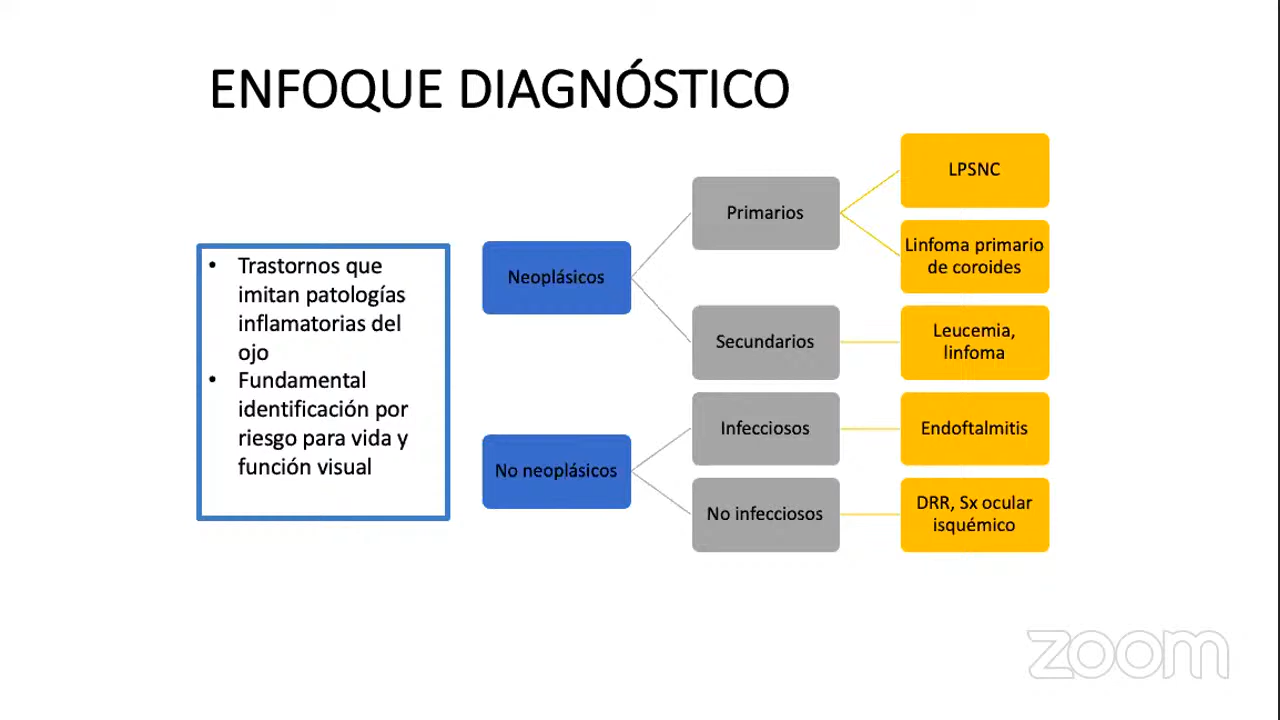 ENFOQUE DIAGNÓSTICO
• Trastornos que
imitan patologías
inflamatorias del
ojo
• Fundamental
identificación por
riesgo para vida y
función visual
Neoplásicos
Primarios
LPSNC
Linfoma primario
de coroides
Secundarios
Leucemia,
linfoma
No neoplásicos
Infecciosos
Endoftalmitis
No infecciosos
DRR, Sx ocular
isquémico
zoom